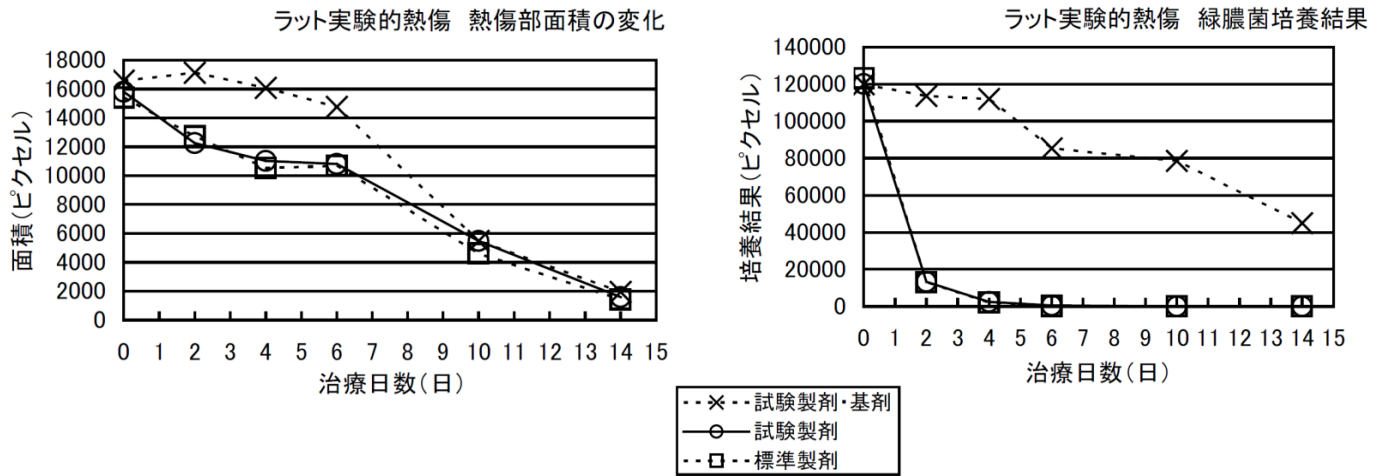 ラット実験的熱傷 熱傷部面積の変化
18000
16000
14000
12000
10000
8000
6000
4000
2000
0
面積(ピクセル)
0 1 2 3 4 5 6 7 8 9 10 11 12 13 14 15
治療日数(日)
ラット実験的熱傷 緑膿菌培養結果
140000
120000
100000
80000
60000
40000
20000
0
培養結果(ピクセル)
0 1 2 3 4 5 6 7 8 9 10 11 12 13 14 15
治療日数(日)
試験製剤・基剤
試験製剤
標準製剤